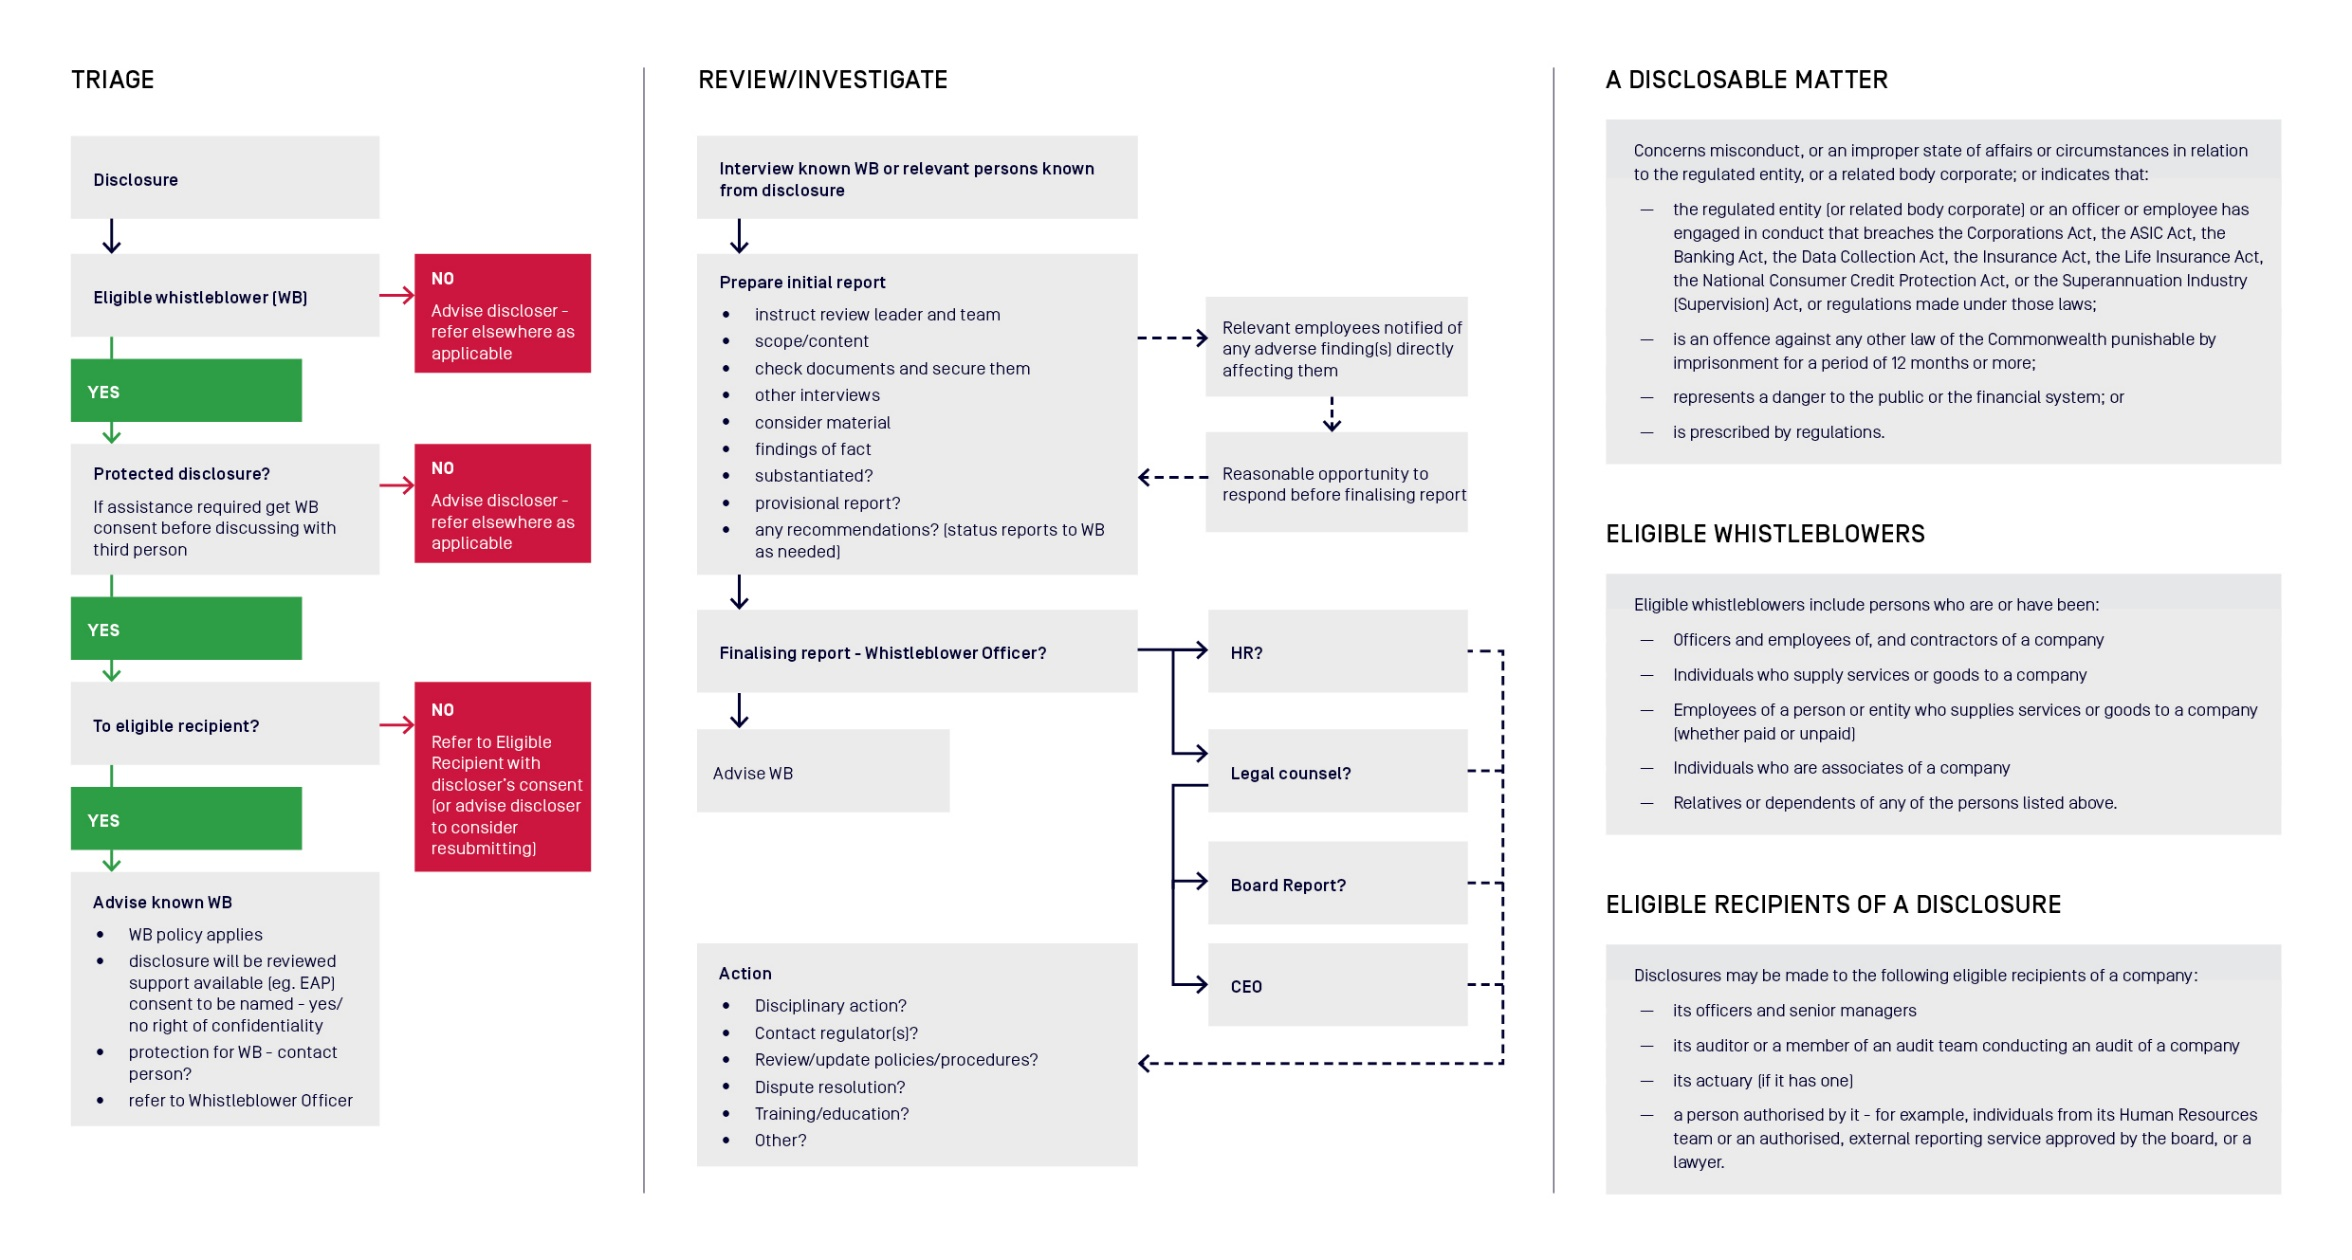 TRIAGE
Disclosure
Eligible whistleblower (WB)
NO
Advise discloser -
refer elsewhere as
applicable
YES
Protected disclosure?
If assistance required get WB
consent before discussing with
third person
NO
Advise discloser -
refer elsewhere as
applicable
YES
To eligible recipient?
NO
Refer to Eligible
Recipient with
discloser's consent
(or advise discloser
to consider
resubmitting)
YES
Advise known WB
• WB policy applies
• disclosure will be reviewed
support available (eg. EAP)
consent to be named - yes/
no right of confidentiality
• protection for WB - contact
person?
• refer to Whistleblower Officer
REVIEW/INVESTIGATE
Interview known WB or relevant persons known
from disclosure
Prepare initial report
• instruct review leader and team
• scope/content
• check documents and secure them
• other interviews
• consider material
• findings of fact
• substantiated?
• provisional report?
• any recommendations? (status reports to WB
as needed)
Relevant employees notified of
any adverse finding(s) directly
affecting them
Reasonable opportunity to
respond before finalising report
Finalising report - Whistleblower Officer?
HR?
Advise WB
Legal counsel?
Board Report?
CEO
Action
• Disciplinary action?
• Contact regulator(s)?
• Review/update policies/procedures?
• Dispute resolution?
• Training/education?
• Other?
A DISCLOSABLE MATTER
Concerns misconduct, or an improper state of affairs or circumstances in relation
to the regulated entity, or a related body corporate; or indicates that:
— the regulated entity (or related body corporate) or an officer or employee has
engaged in conduct that breaches the Corporations Act, the ASIC Act, the
Banking Act, the Data Collection Act, the Insurance Act, the Life Insurance Act,
the National Consumer Credit Protection Act, or the Superannuation Industry
(Supervision) Act, or regulations made under those laws;
— is an offence against any other law of the Commonwealth punishable by
imprisonment for a period of 12 months or more;
— represents a danger to the public or the financial system; or
— is prescribed by regulations.
ELIGIBLE WHISTLEBLOWERS
Eligible whistleblowers include persons who are or have been:
— Officers and employees of, and contractors of a company
— Individuals who supply services or goods to a company
— Employees of a person or entity who supplies services or goods to a company
(whether paid or unpaid)
— Individuals who are associates of a company
— Relatives or dependents of any of the persons listed above.
ELIGIBLE RECIPIENTS OF A DISCLOSURE
Disclosures may be made to the following eligible recipients of a company:
— its officers and senior managers
— its auditor or a member of an audit team conducting an audit of a company
— its actuary (if it has one)
— a person authorised by it - for example, individuals from its Human Resources
team or an authorised, external reporting service approved by the board, or a
lawyer.